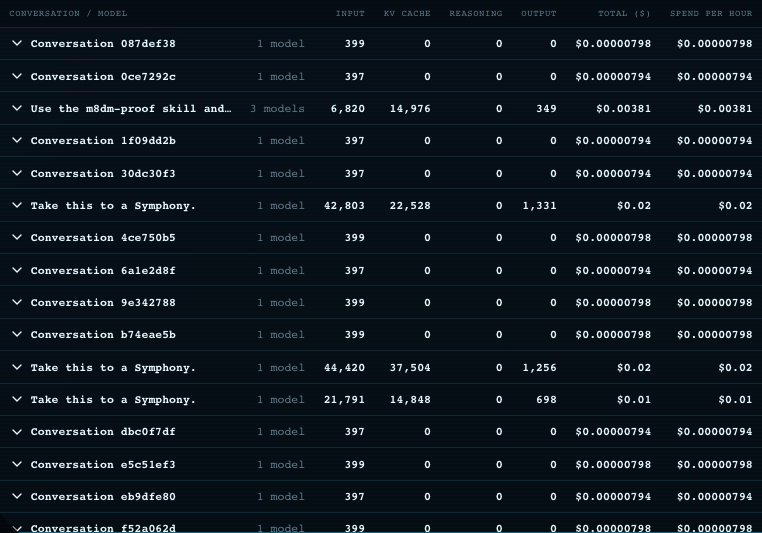 CONVERSATION / MODEL INPUT KV CACHE REASONING OUTPUT TOTAL ($) SPEND PER HOUR
Conversation 087def38 1 model 399 0 0 0 $0.00000798 $0.00000798
Conversation 0ce7292c 1 model 397 0 0 0 $0.00000794 $0.00000794
Use the m8dm-proof skill and… 3 models 6,820 14,976 0 349 $0.00381 $0.00381
Conversation 1f09dd2b 1 model 397 0 0 0 $0.00000794 $0.00000794
Conversation 30dc30f3 1 model 397 0 0 0 $0.00000794 $0.00000794
Take this to a Symphony. 1 model 42,803 22,528 0 1,331 $0.02 $0.02
Conversation 4ce750b5 1 model 399 0 0 0 $0.00000798 $0.00000798
Conversation 6a1e2d8f 1 model 397 0 0 0 $0.00000794 $0.00000794
Conversation 9e342788 1 model 399 0 0 0 $0.00000798 $0.00000798
Conversation b74eae5b 1 model 399 0 0 0 $0.00000798 $0.00000798
Take this to a Symphony. 1 model 44,420 37,504 0 1,256 $0.02 $0.02
Take this to a Symphony. 1 model 21,791 14,848 0 698 $0.01 $0.01
Conversation dbc0f7df 1 model 397 0 0 0 $0.00000794 $0.00000794
Conversation e5c51ef3 1 model 399 0 0 0 $0.00000798 $0.00000798
Conversation eb9dfe80 1 model 397 0 0 0 $0.00000794 $0.00000794
Conversation f52a062d 1 model 399 0 0 0 $0.00000798 $0.00000798